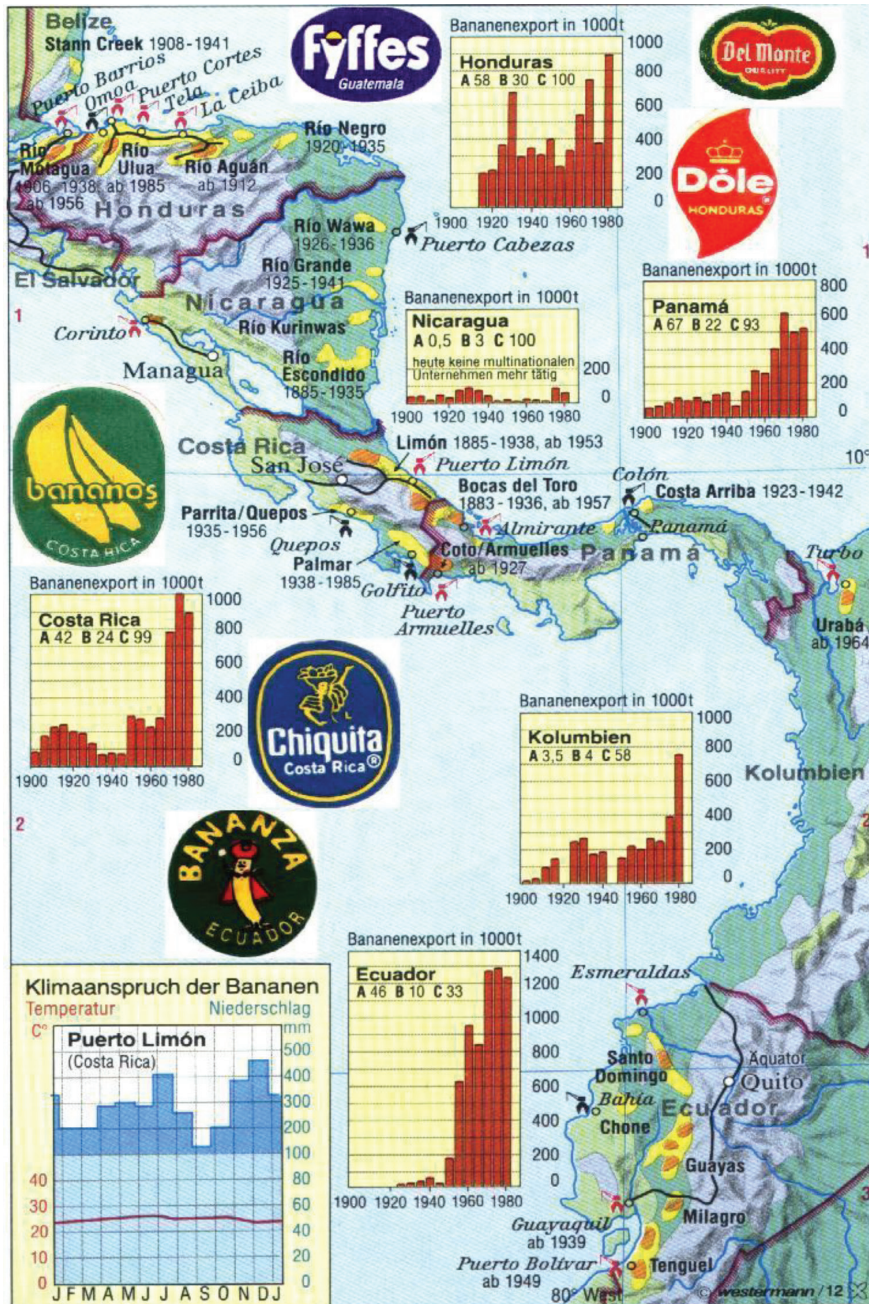 Belize
Stann Creek 1908-1941
Puerto Barrios
Omoa
Puerto Cortes
Tela
La Ceiba
Fyffes
Guatemala
Bananenexport in 1000t
Honduras
A 58 B 30 C 100
1000
800
600
400
200
0
1900 1920 1940 1960 1980
Del Monte
QUALITY
Dole
HONDURAS
Río Motagua
1906-1938
ab 1956
Río Ulua
ab 1985
Río Aguán
ab 1912
Río Negro
1920-1935
Honduras
Río Wawa
1926-1936
Puerto Cabezas
Río Grande
1925-1941
El Salvador
Nicaragua
Río Kurinwas
Corinto
Managua
Río Escondido
1885-1935
1
1
Bananenexport in 1000t
Nicaragua
A 0,5 B 3 C 100
heute keine multinationalen
Unternehmen mehr tätig
200
0
1900 1920 1940 1960 1980
Bananenexport in 1000t
Panamá
A 67 B 22 C 93
800
600
400
200
0
1900 1920 1940 1960 1980
bananos
COSTA RICA
Costa Rica
San José
Limón 1885-1938, ab 1953
Puerto Limón
10°
Bocas del Toro
1883-1936, ab 1957
Colón
Costa Arriba 1923-1942
Parrita/Quepos
1935-1956
Almirante
Panamá
Panamá
Quepos
Palmar
1938-1985
Coto/Armuelles
ab 1927
Golfito
Puerto
Armuelles
Turbo
Urabá
ab 1964
Bananenexport in 1000t
Costa Rica
A 42 B 24 C 99
1000
800
600
400
200
0
1900 1920 1940 1960 1980
Chiquita
Costa Rica®
Bananenexport in 1000t
Kolumbien
A 3,5 B 4 C 58
1000
800
600
400
200
0
1900 1920 1940 1960 1980
Kolumbien
2
2
BANANZA
ECUADOR
Bananenexport in 1000t
Ecuador
A 46 B 10 C 33
1400
1200
1000
800
600
400
200
0
1900 1920 1940 1960 1980
Esmeraldas
Santo
Domingo
Äquator
Quito
Bahía
Ecuador
Chone
Guayas
3
Guayaquil
ab 1939
Milagro
Puerto Bolívar
ab 1949
Tenguel
80° West
© westermann /12
Klimaanspruch der Bananen
Temperatur
Niederschlag
C°
mm
Puerto Limón
(Costa Rica)
500
400
300
200
100
80
60
40
20
0
40
30
20
10
0
J F M A M J J A S O N D J